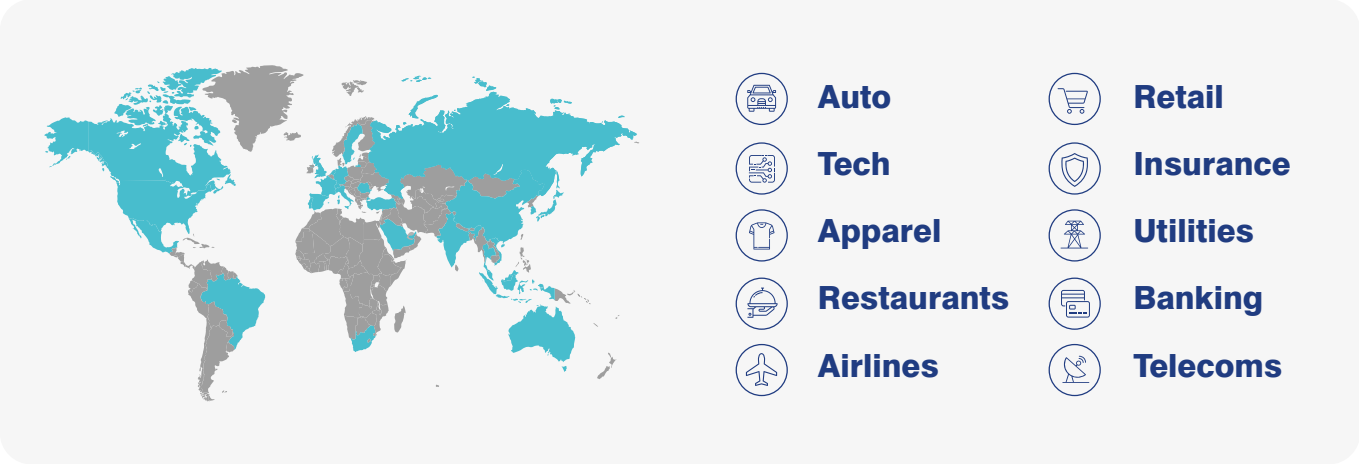 Auto
Tech
Apparel
Restaurants
Airlines
Retail
Insurance
Utilities
Banking
Telecoms